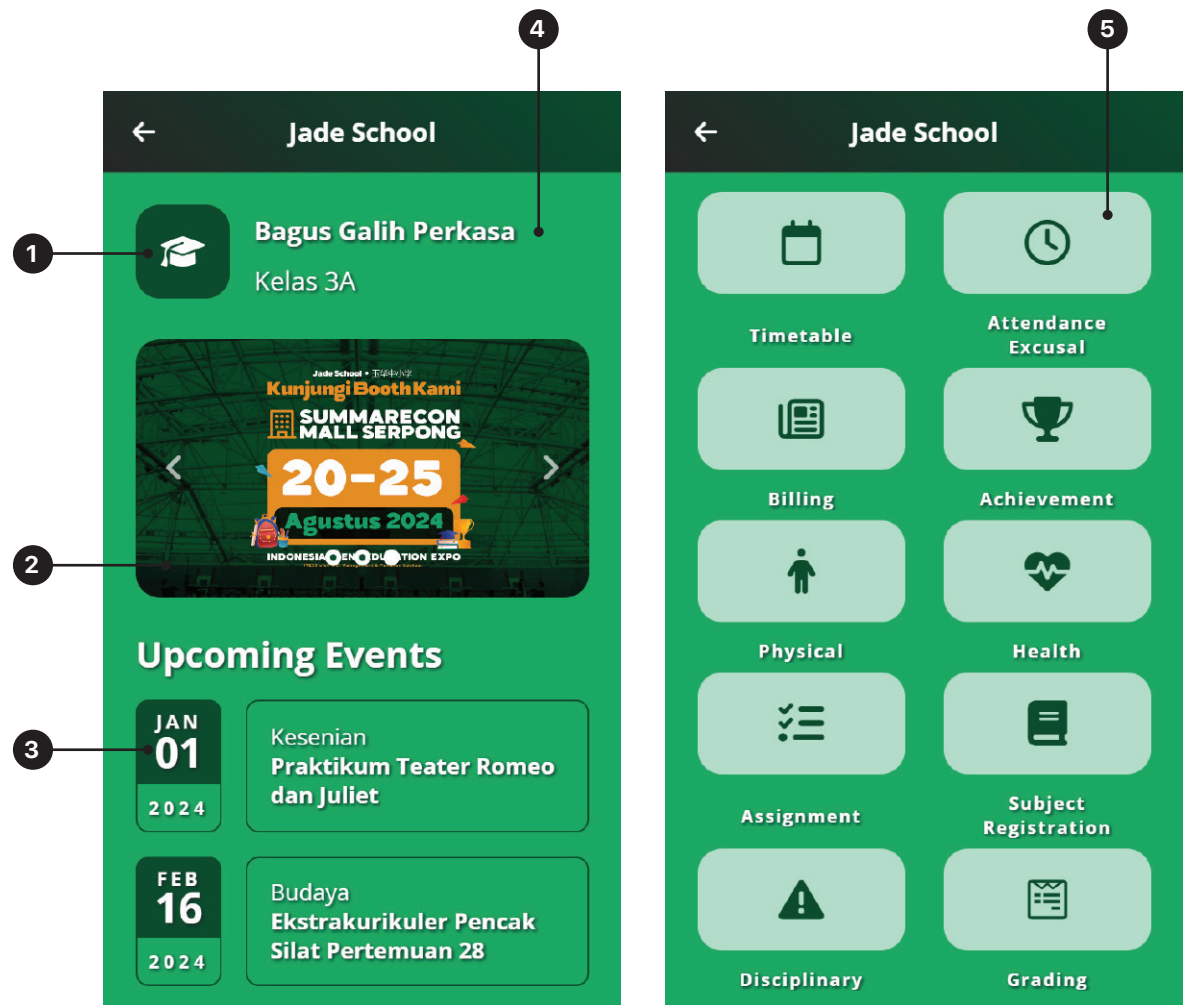 4
5
Jade School
1
Bagus Galih Perkasa
Kelas 3A
Jade School •
Kunjungi Booth Kami
SUMMARECON
MALL SERPONG
20-25
Agustus 2024
2
Upcoming Events
3
JAN
01
2024
Kesenian
Praktikum Teater Romeo
dan Juliet
FEB
16
2024
Budaya
Ekstrakurikuler Pencak
Silat Pertemuan 28
Jade School
Timetable
Attendance
Excusal
Billing
Achievement
Physical
Health
Assignment
Subject
Registration
Disciplinary
Grading